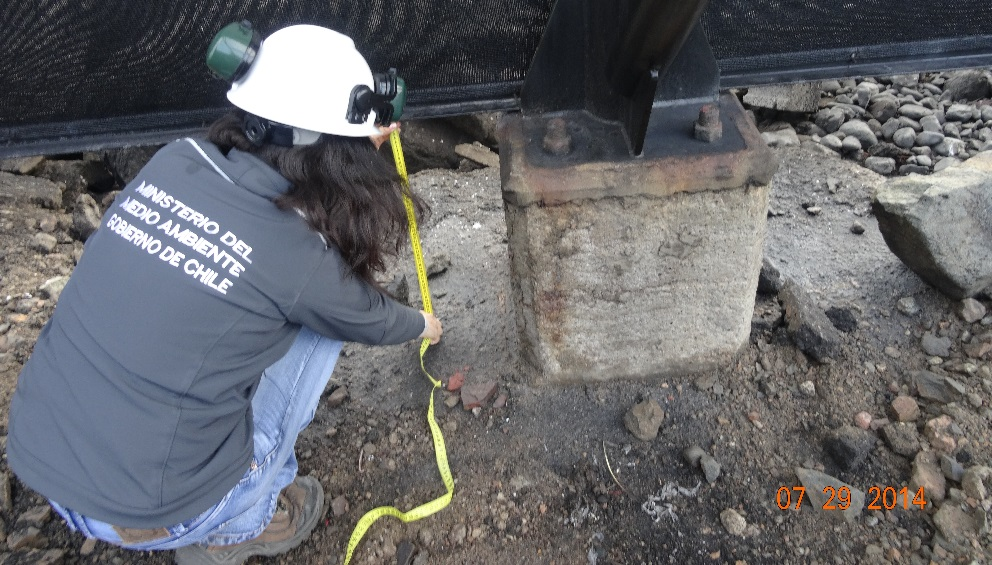 MINISTERIO DEL
MEDIO AMBIENTE
GOBIERNO DE CHILE
07 29 2014